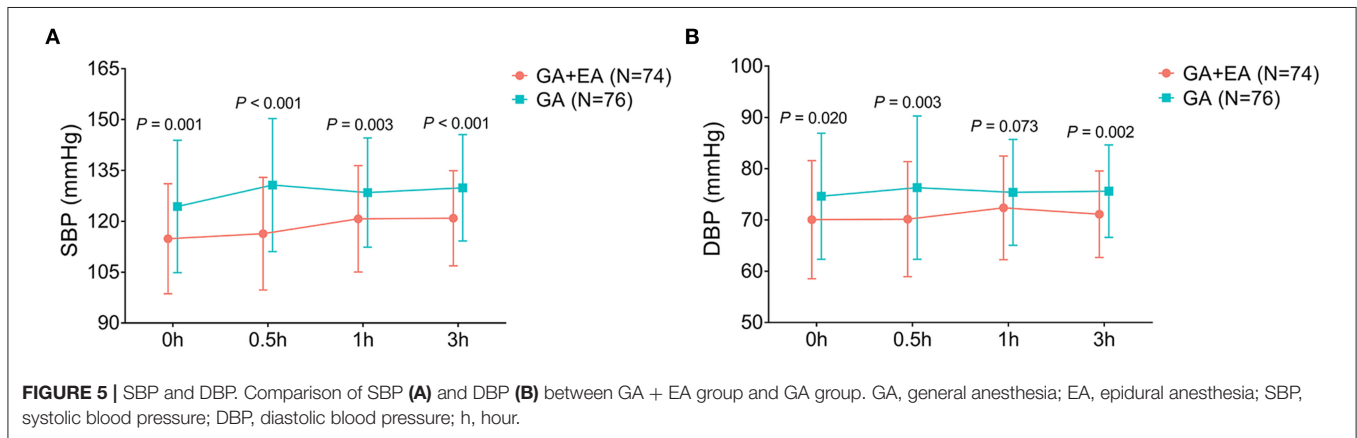 A
165
150
135
120
105
90
SBP (mmHg)
P = 0.001
P < 0.001
P = 0.003
P < 0.001
0h
0.5h
1h
3h
GA+EA (N=74)
GA (N=76)
B
100
90
80
70
60
50
DBP (mmHg)
P = 0.020
P = 0.003
P = 0.073
P = 0.002
0h
0.5h
1h
3h
GA+EA (N=74)
GA (N=76)
FIGURE 5 | SBP and DBP. Comparison of SBP (A) and DBP (B) between GA + EA group and GA group. GA, general anesthesia; EA, epidural anesthesia; SBP,
systolic blood pressure; DBP, diastolic blood pressure; h, hour.